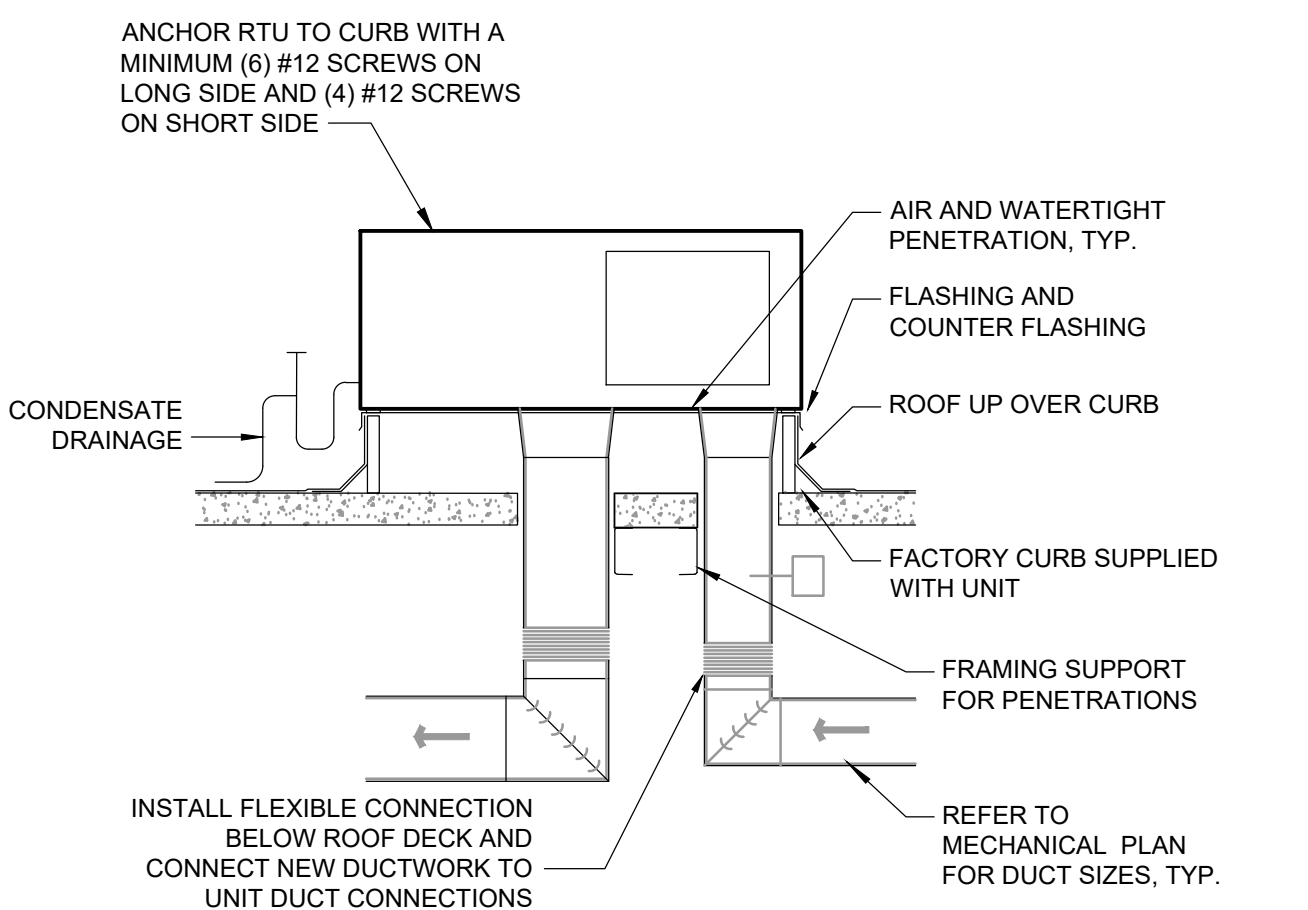 ANCHOR RTU TO CURB WITH A
MINIMUM (6) #12 SCREWS ON
LONG SIDE AND (4) #12 SCREWS
ON SHORT SIDE
AIR AND WATERTIGHT
PENETRATION, TYP.
FLASHING AND
COUNTER FLASHING
ROOF UP OVER CURB
CONDENSATE
DRAINAGE
FACTORY CURB SUPPLIED
WITH UNIT
FRAMING SUPPORT
FOR PENETRATIONS
INSTALL FLEXIBLE CONNECTION
BELOW ROOF DECK AND
CONNECT NEW DUCTWORK TO
UNIT DUCT CONNECTIONS
REFER TO
MECHANICAL PLAN
FOR DUCT SIZES, TYP.